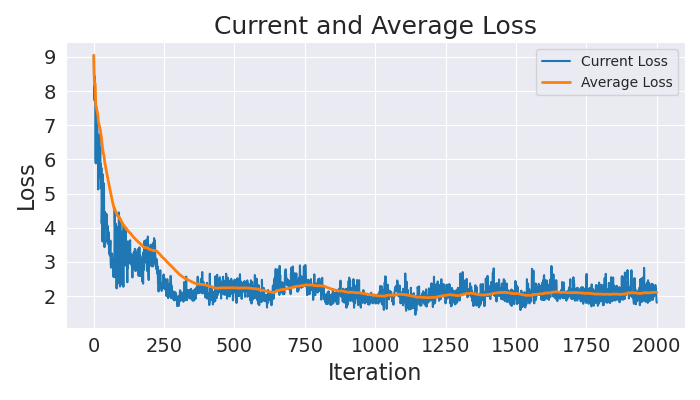 Current and Average Loss
Current Loss
Average Loss
Loss
9
8
7
6
5
4
3
2
0 250 500 750 1000 1250 1500 1750 2000
Iteration